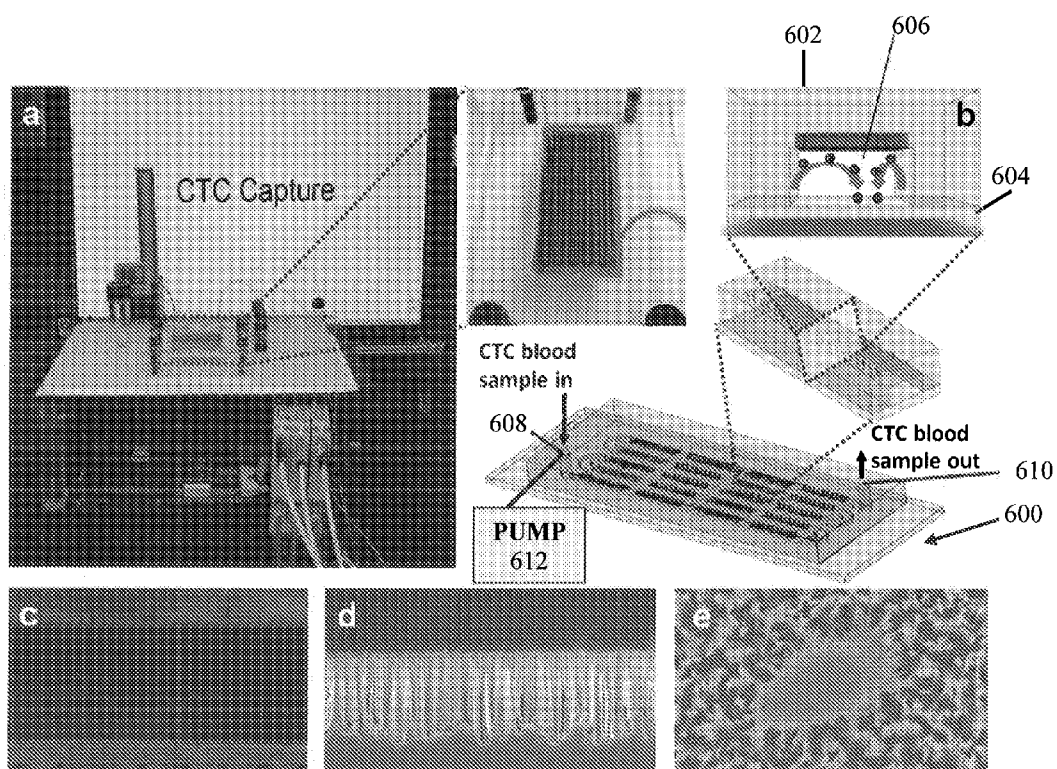 602
606
a
CTC Capture
b
604
CTC blood
sample in
608
CTC blood
sample out
610
600
PUMP
612
c
d
e